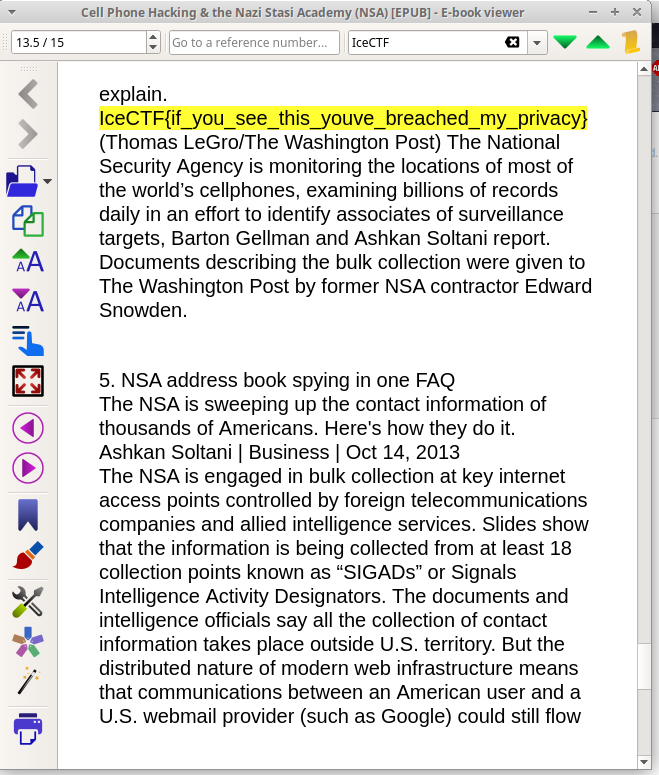 Cell Phone Hacking & the Nazi Stasi Academy (NSA) [EPUB] - E-book viewer
13.5 / 15
Go to a reference number...
IceCTF
explain.
IceCTF{if_you_see_this_youve_breached_my_privacy}
(Thomas LeGro/The Washington Post) The National
Security Agency is monitoring the locations of most of
the world’s cellphones, examining billions of records
daily in an effort to identify associates of surveillance
targets, Barton Gellman and Ashkan Soltani report.
Documents describing the bulk collection were given to
The Washington Post by former NSA contractor Edward
Snowden.
5. NSA address book spying in one FAQ
The NSA is sweeping up the contact information of
thousands of Americans. Here's how they do it.
Ashkan Soltani | Business | Oct 14, 2013
The NSA is engaged in bulk collection at key internet
access points controlled by foreign telecommunications
companies and allied intelligence services. Slides show
that the information is being collected from at least 18
collection points known as “SIGADs” or Signals
Intelligence Activity Designators. The documents and
intelligence officials say all the collection of contact
information takes place outside U.S. territory. But the
distributed nature of modern web infrastructure means
that communications between an American user and a
U.S. webmail provider (such as Google) could still flow